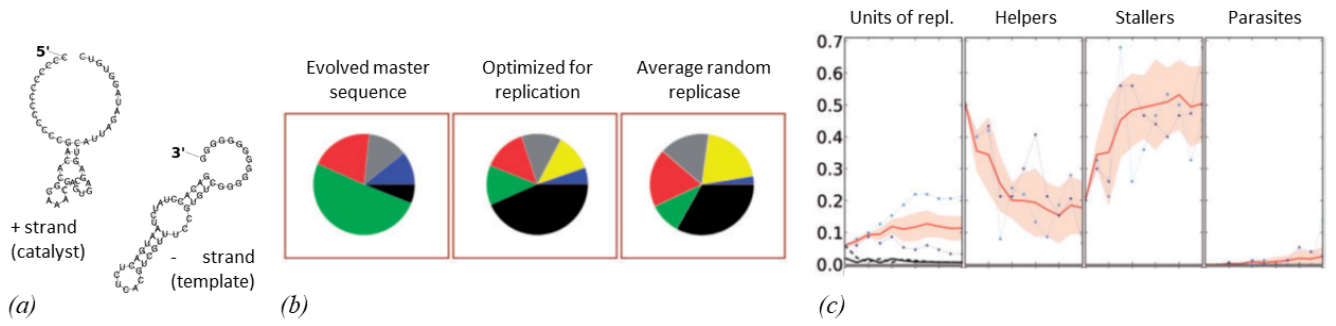 Units of repl. Helpers Stallers Parasites
5'
Evolved master sequence
Optimized for replication
Average random replicase
3'
+ strand
(catalyst)
- strand
(template)
0.7
0.6
0.5
0.4
0.3
0.2
0.1
0.0
(a)
(b)
(c)